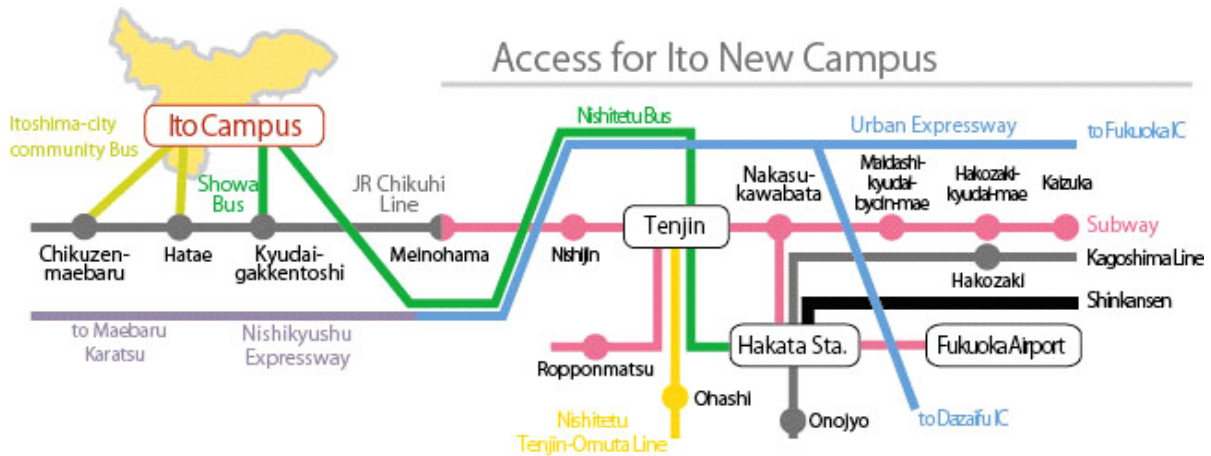 Access for Ito New Campus
Itoshima-city
community Bus
Ito Campus
Nishitetu Bus
Urban Expressway
to Fukuoka IC
Showa
Bus
JR Chikuhi
Line
Nakasu-
kawabata
Maidashi-
kyudai-
byoin-mae
Hakozaki-
kyudai-mae
Kaizuka
Chikuzen-
maebaru
Hatae
Kyudai-
gakkentoshi
Meinohama
Nishijin
Tenjin
Subway
Kagoshima Line
Hakozaki
Shinkansen
to Maebaru
Karatsu
Nishikyushu
Expressway
Ropponmatsu
Hakata Sta.
Fukuoka Airport
Ohashi
Nishitetu
Tenjin-Omuta Line
Onojyo
to Dazaifu IC